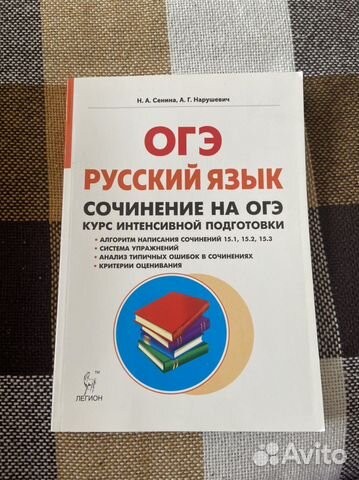 Н. А. Сенина, А. Г. Нарушевич
ОГЭ
РУССКИЙ ЯЗЫК
СОЧИНЕНИЕ НА ОГЭ
КУРС ИНТЕНСИВНОЙ ПОДГОТОВКИ
• АЛГОРИТМ НАПИСАНИЯ СОЧИНЕНИЙ 15.1, 15.2, 15.3
• СИСТЕМА УПРАЖНЕНИЙ
• АНАЛИЗ ТИПИЧНЫХ ОШИБОК В СОЧИНЕНИЯХ
• КРИТЕРИИ ОЦЕНИВАНИЯ
TM
ЛЕГИОН
Avito